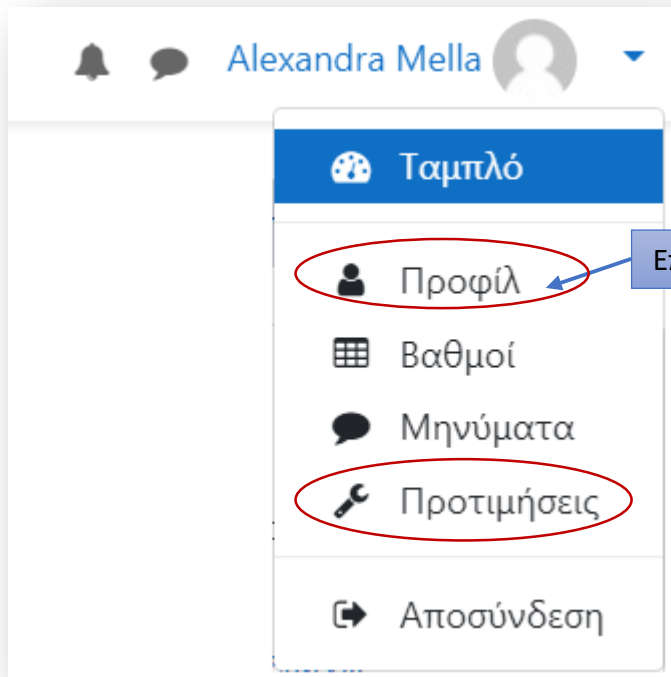 Alexandra Mella
Ταμπλό
Προφίλ
Βαθμοί
Μηνύματα
Προτιμήσεις
Αποσύνδεση